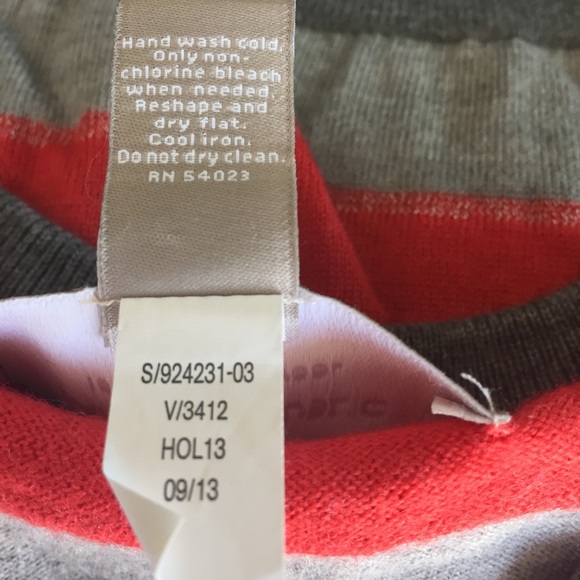 Hand wash cold.
Only non-
chlorine bleach
when needed.
Reshape and
dry flat.
Cool iron.
Do not dry clean.
RN 54023
S/924231-03
V/3412
HOL13
09/13